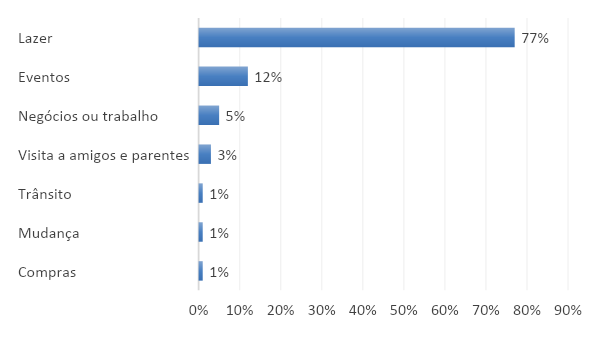 Lazer 77%
Eventos 12%
Negócios ou trabalho 5%
Visita a amigos e parentes 3%
Trânsito 1%
Mudança 1%
Compras 1%
0% 10% 20% 30% 40% 50% 60% 70% 80% 90%